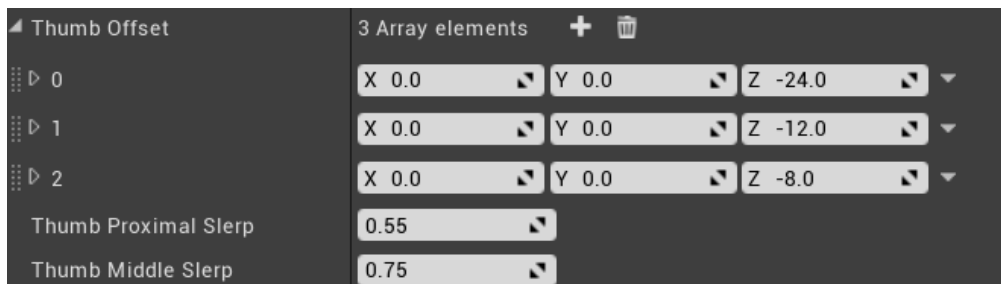 Thumb Offset 3 Array elements
0 X 0.0 Y 0.0 Z -24.0
1 X 0.0 Y 0.0 Z -12.0
2 X 0.0 Y 0.0 Z -8.0
Thumb Proximal Slerp 0.55
Thumb Middle Slerp 0.75